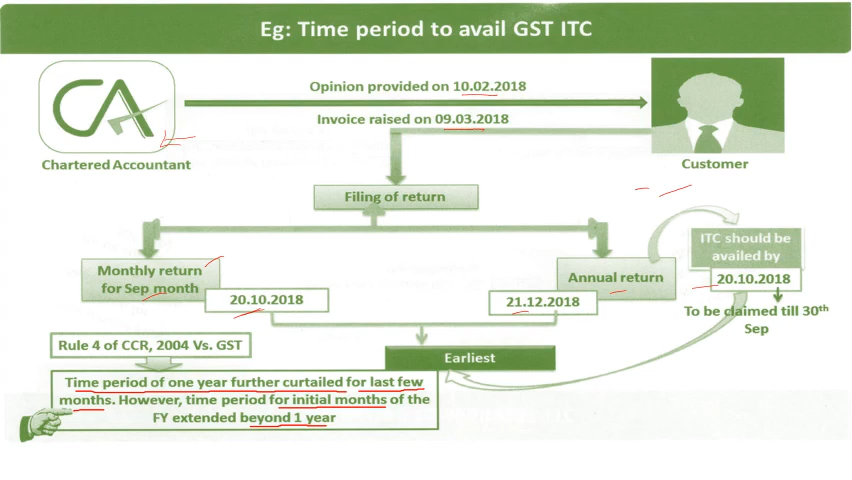 Eg: Time period to avail GST ITC
Opinion provided on 10.02.2018
Invoice raised on 09.03.2018
CA
Chartered Accountant
Customer
Filing of return
Monthly return
for Sep month
20.10.2018
Annual return
21.12.2018
ITC should be
availed by
20.10.2018
To be claimed till 30th
Sep
Rule 4 of CCR, 2004 Vs. GST
Earliest
Time period of one year further curtailed for last few
months. However, time period for initial months of the
FY extended beyond 1 year